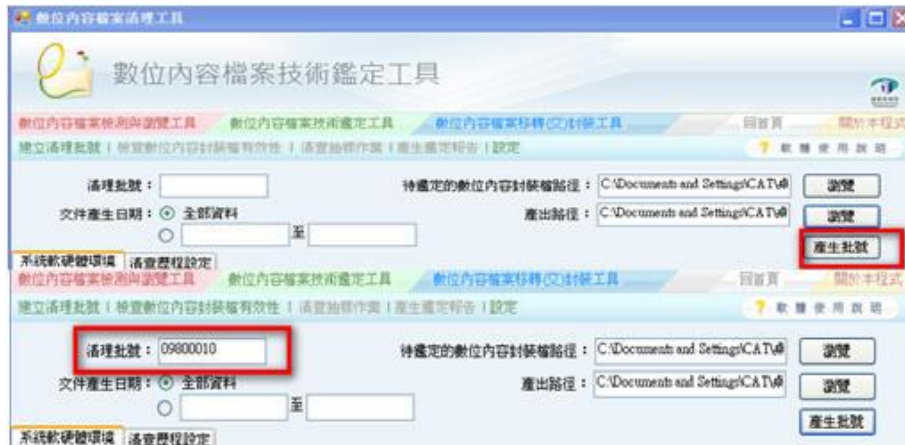 數位內容檔案清理工具
數位內容檔案技術鑑定工具
數位內容檔案檢測與瀏覽工具 數位內容檔案技術鑑定工具 數位內容檔案移轉(交)封裝工具 回首頁 關於本程式
建立清理批號 | 檢查數位內容封裝檔有效性 | 清查抽樣作業 | 產生鑑定報告 | 設定 ? 軟體使用說明
清理批號： 待鑑定的數位內容封裝檔路徑： C:\Documents and Settings\CAT\桌 瀏覽
文件產生日期： 全部資料 產出路徑： C:\Documents and Settings\CAT\桌 瀏覽
至
產生批號
系統軟硬體環境 清查歷程設定
數位內容檔案檢測與瀏覽工具 數位內容檔案技術鑑定工具 數位內容檔案移轉(交)封裝工具 回首頁 關於本程式
建立清理批號 | 檢查數位內容封裝檔有效性 | 清查抽樣作業 | 產生鑑定報告 | 設定 ? 軟體使用說明
清理批號： 09800010 待鑑定的數位內容封裝檔路徑： C:\Documents and Settings\CAT\桌 瀏覽
文件產生日期： 全部資料 產出路徑： C:\Documents and Settings\CAT\桌 瀏覽
至
產生批號
系統軟硬體環境 清查歷程設定